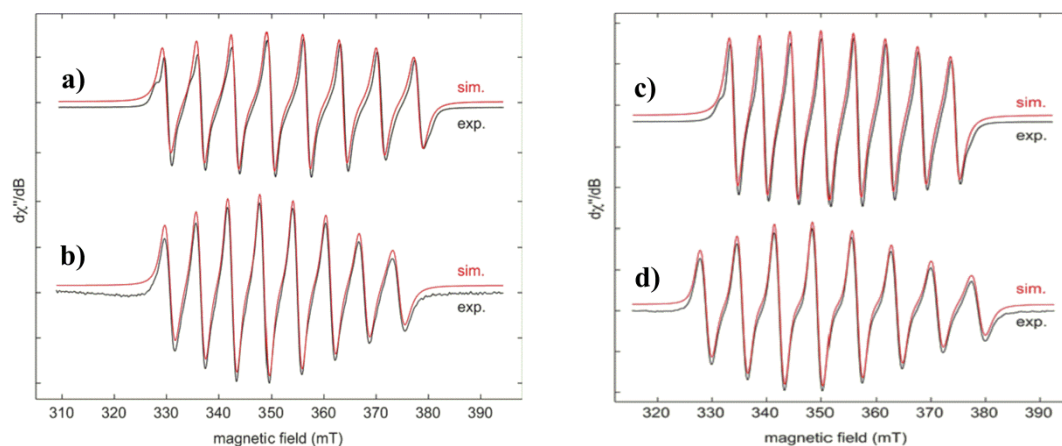 a)
sim.
exp.
dχ"/dB
b)
sim.
exp.
310 320 330 340 350 360 370 380 390
magnetic field (mT)
c)
sim.
exp.
dχ"/dB
d)
sim.
exp.
320 330 340 350 360 370 380 390
magnetic field (mT)